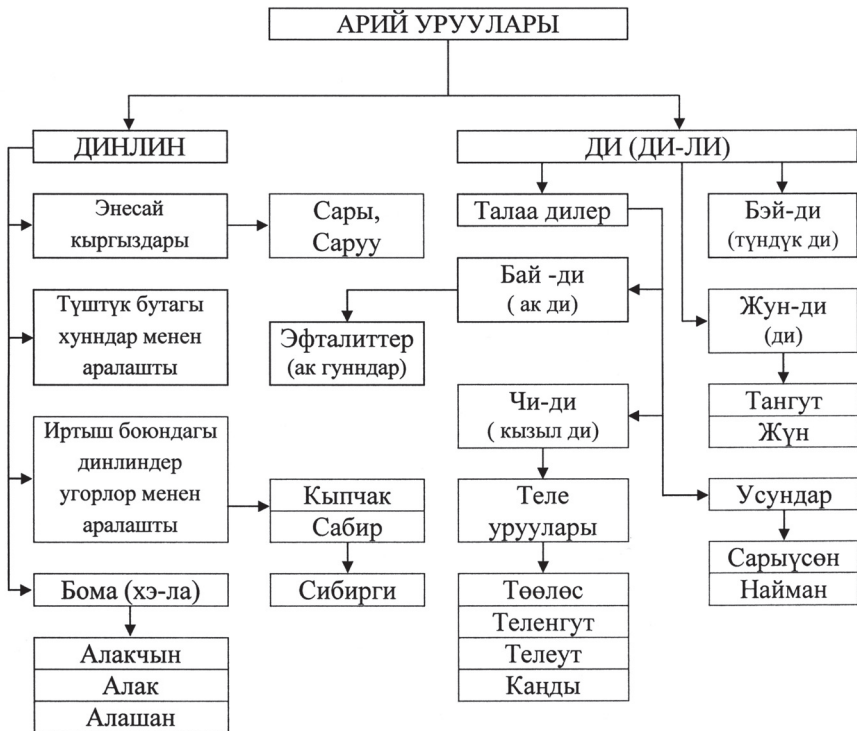 АРИЙ УРУУЛАРЫ
ДИНЛИН
ДИ (ДИ-ЛИ)
Энесай
кыргыздары
Сары,
Саруу
Талаа дилер
Бэй-ди
(түндүк ди)
Түштүк бутагы
хунндар менен
аралашты
Бай -ди
( ак ди)
Эфталиттер
(ак гунндар)
Жун-ди
(ди)
Тангут
Жүн
Чи-ди
( кызыл ди)
Иртыш боюндагы
динлиндер
угорлор менен
аралашты
Кыпчак
Сабир
Сибирги
Теле
уруулары
Усундар
Сарыүсөн
Найман
Бома (хэ-ла)
Алакчын
Алак
Алашан
Төөлөс
Теленгут
Телеут
Каңды